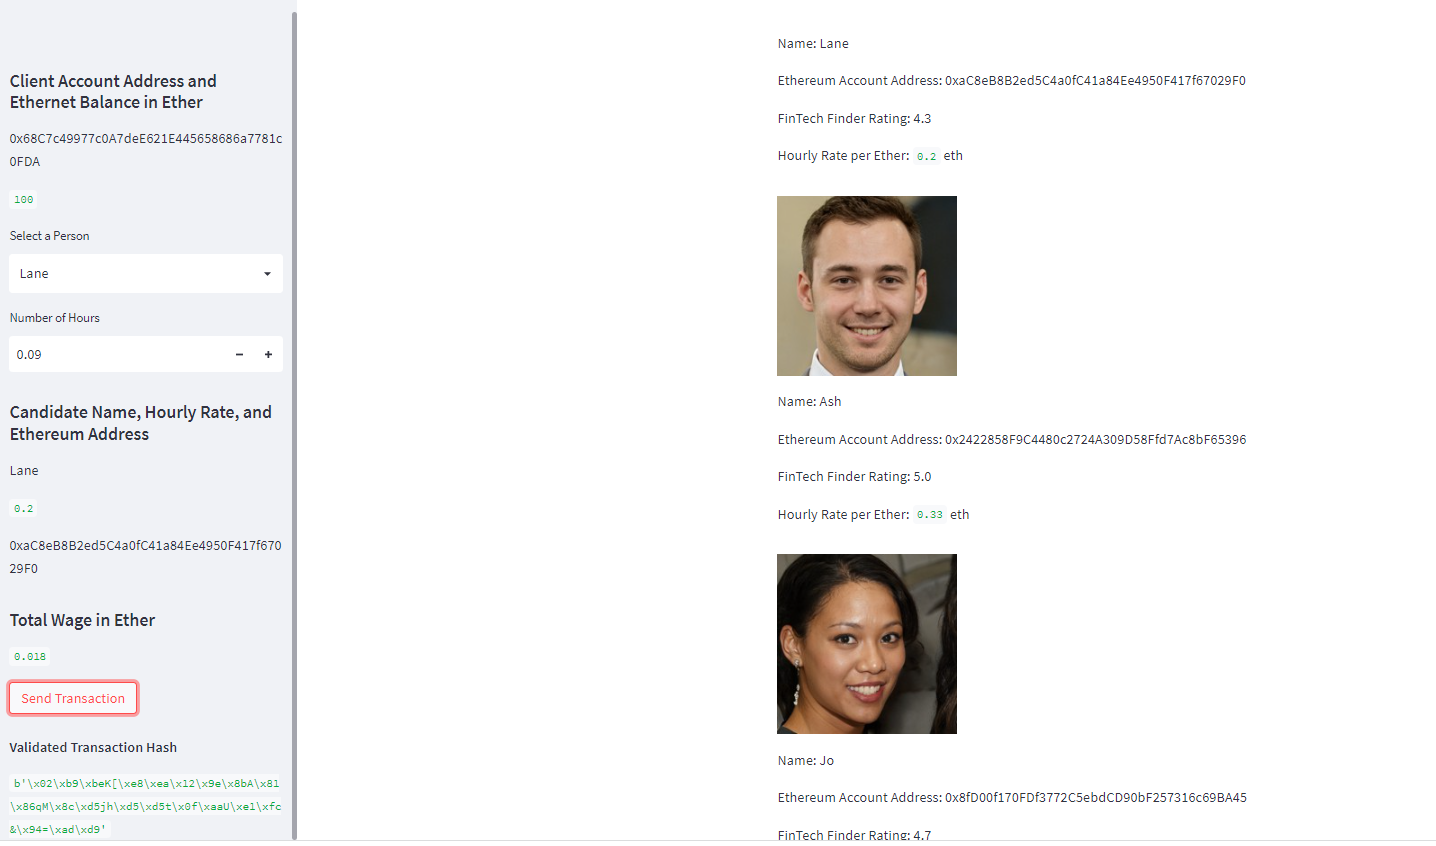 Client Account Address and
Ethernet Balance in Ether
0x68C7c49977c0A7deE621E445658686a7781c
0FDA
100
Select a Person
Lane
Number of Hours
0.09
Candidate Name, Hourly Rate, and
Ethereum Address
Lane
0.2
0xaC8eB8B2ed5C4a0fC41a84Ee4950F417f670
29F0
Total Wage in Ether
0.018
Send Transaction
Validated Transaction Hash
b'\x02\xb9\xbeK[\xe8\xea\x12\x9e\x8bA\x81
\x86qM\x8c\xd5jh\xd5\xd5t\x0f\xaaU\xe1\xfc
&\x94=\xad\xd9'
Name: Lane
Ethereum Account Address: 0xaC8eB8B2ed5C4a0fC41a84Ee4950F417f67029F0
FinTech Finder Rating: 4.3
Hourly Rate per Ether: 0.2 eth
Name: Ash
Ethereum Account Address: 0x2422858F9C4480c2724A309D58Ffd7Ac8bF65396
FinTech Finder Rating: 5.0
Hourly Rate per Ether: 0.33 eth
Name: Jo
Ethereum Account Address: 0x8fD00f170FDf3772C5ebdCD90bF257316c69BA45
FinTech Finder Rating: 4.7